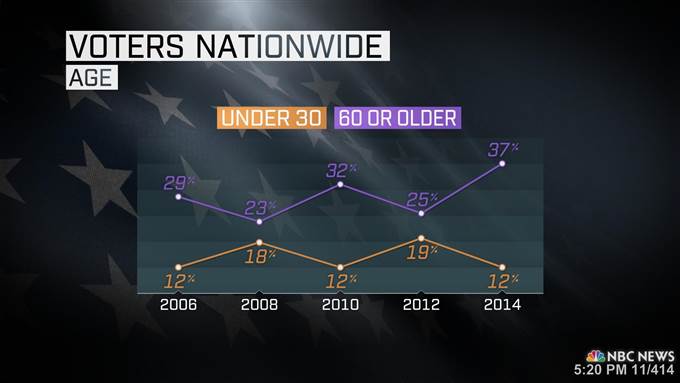 VOTERS NATIONWIDE
AGE
UNDER 30 60 OR OLDER
37%
32%
29%
25%
23%
19%
18%
12% 12% 12%
2006 2008 2010 2012 2014
NBC NEWS
5:20 PM 11/414